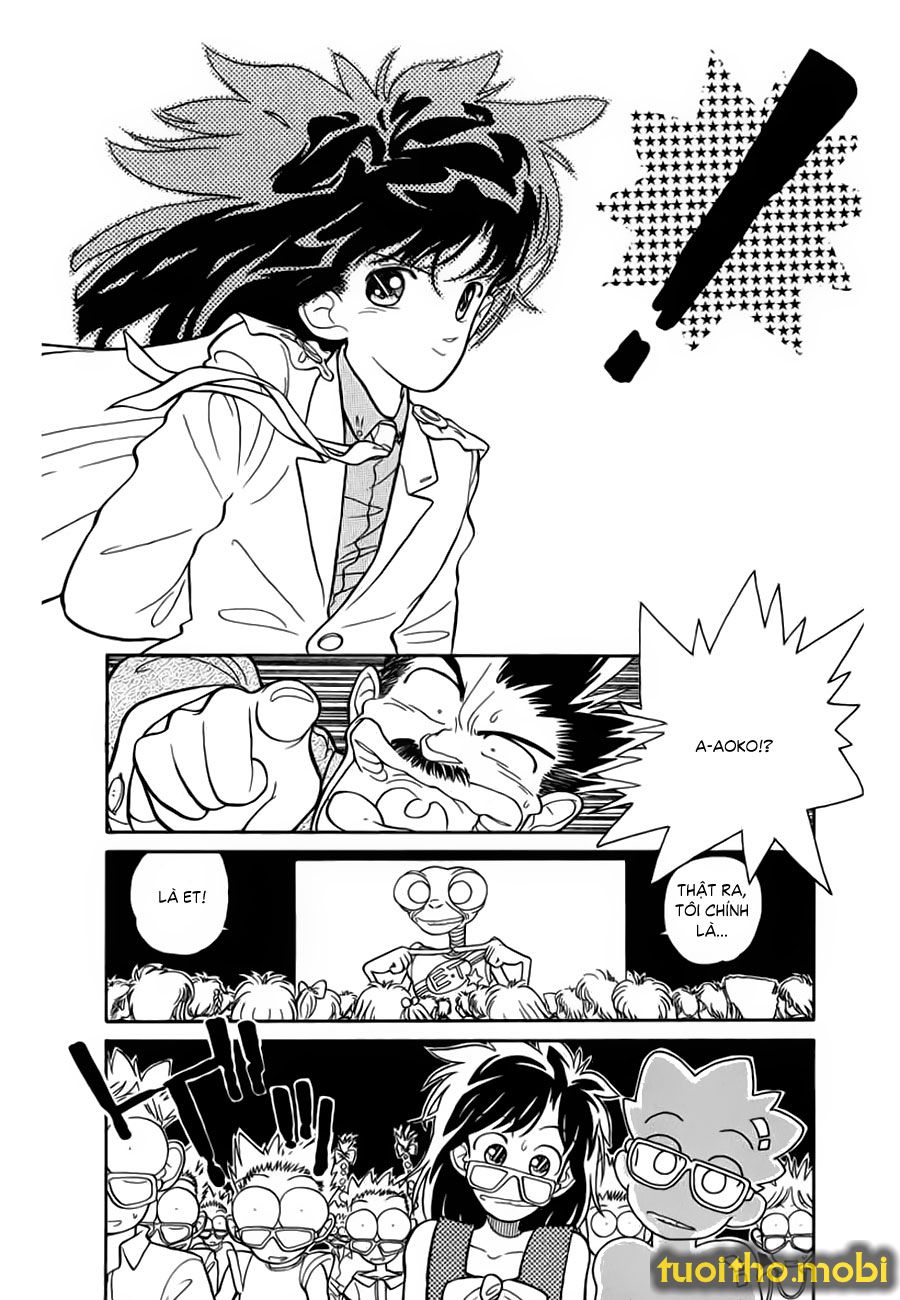 A-AOKO!?
THẬT RA,
TÔI CHÍNH
LÀ...
LÀ ET!
E.T
tuoitho.mobi